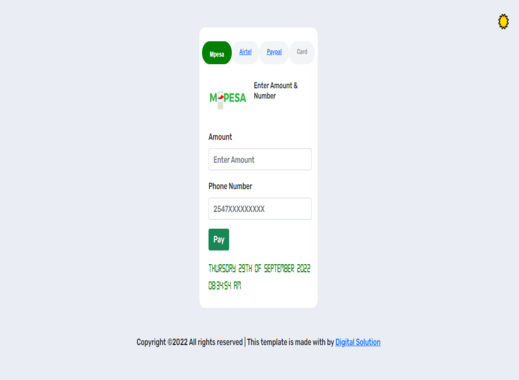 Mpesa Airtel Paypal Card
M-PESA
Enter Amount &
Number
Amount
Enter Amount
Phone Number
2547XXXXXXXXX
Pay
THURSDAY 29TH OF SEPTEMBER 2022
08:34:54 AM
Copyright ©2022 All rights reserved | This template is made with by Digital Solution